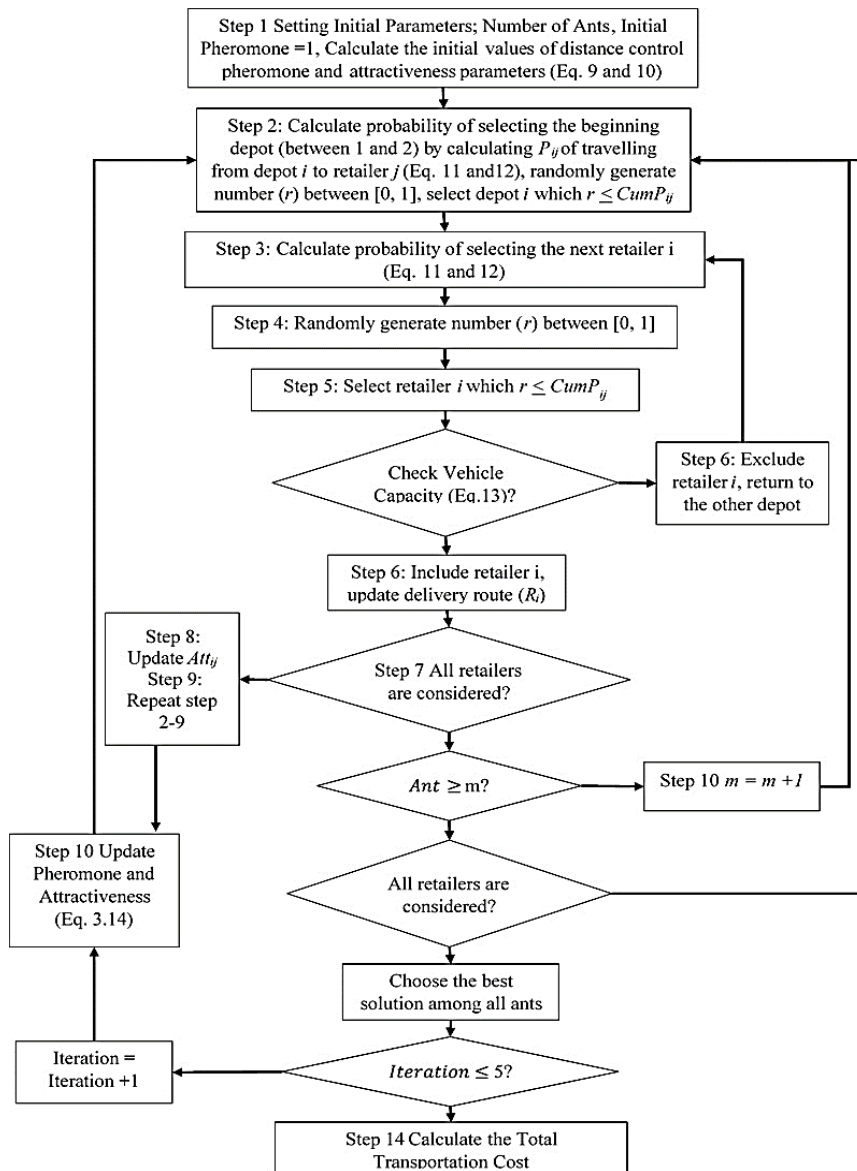 Step 1 Setting Initial Parameters; Number of Ants, Initial
Pheromone =1, Calculate the initial values of distance control
pheromone and attractiveness parameters (Eq. 9 and 10)
Step 2: Calculate probability of selecting the beginning
depot (between 1 and 2) by calculating Pij of travelling
from depot i to retailer j (Eq. 11 and12), randomly generate
number (r) between [0, 1], select depot i which r ≤ CumPij
Step 3: Calculate probability of selecting the next retailer i
(Eq. 11 and 12)
Step 4: Randomly generate number (r) between [0, 1]
Step 5: Select retailer i which r ≤ CumPij
Check Vehicle
Capacity (Eq.13)?
Step 6: Exclude
retailer i, return to
the other depot
Step 6: Include retailer i,
update delivery route (Ri)
Step 8:
Update Attij
Step 9:
Repeat step
2-9
Step 7 All retailers
are considered?
Ant ≥ m?
Step 10 m = m +1
Step 10 Update
Pheromone and
Attractiveness
(Eq. 3.14)
All retailers are
considered?
Choose the best
solution among all ants
Iteration =
Iteration +1
Iteration ≤ 5?
Step 14 Calculate the Total
Transportation Cost